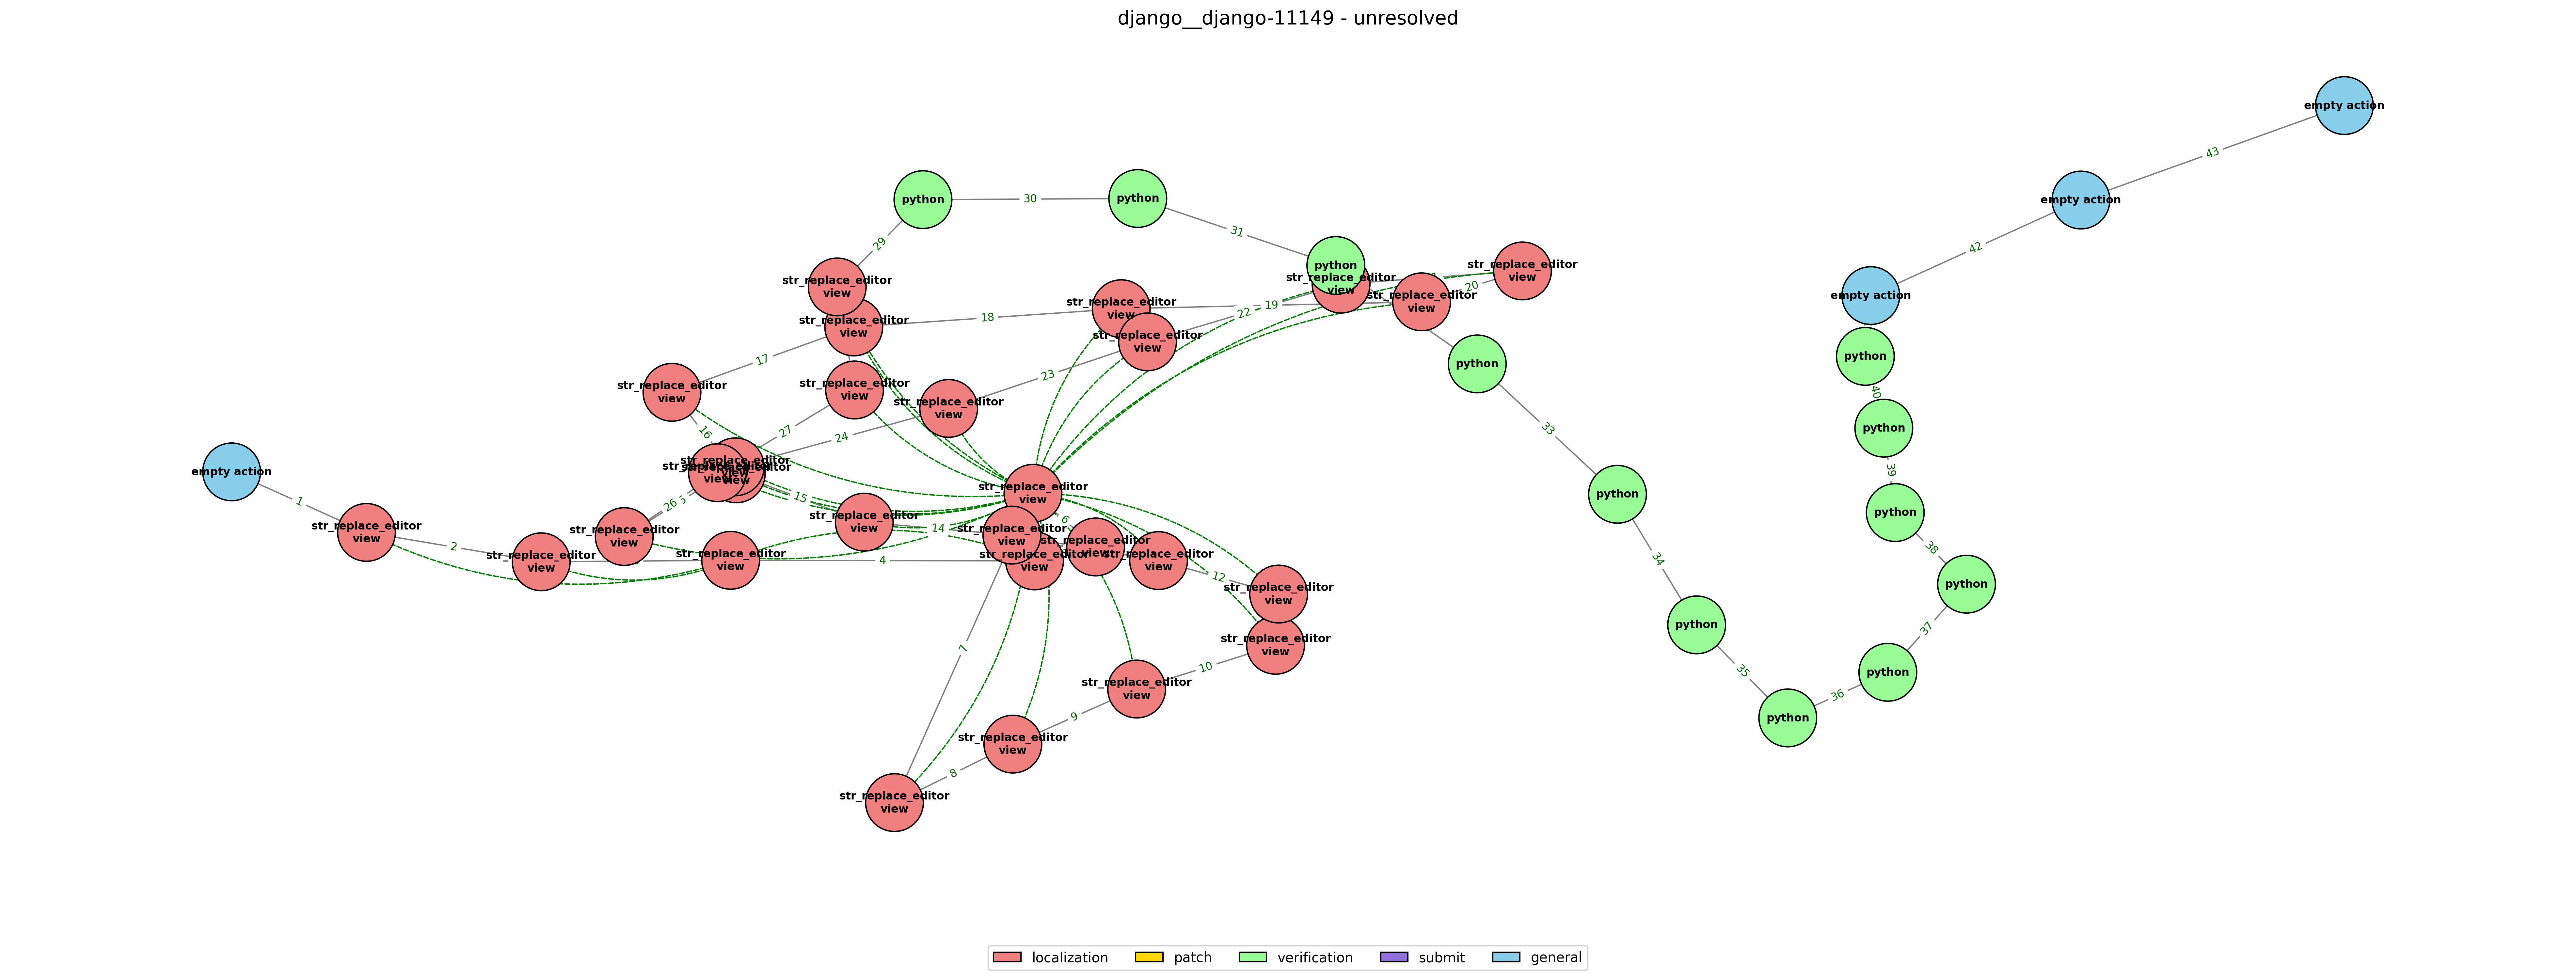 django__django-11149 - unresolved
empty action
43
empty action
python
30
python
31
42
29
python
str_replace_editor
view
str_replace_editor
view
str_replace_editor
view
20
str_replace_editor
view
str_replace_editor
view
empty action
str_replace_editor
view
18
19
22
str_replace_editor
view
str_replace_editor
view
python
python
17
23
str_replace_editor
view
str_replace_editor
view
40
str_replace_editor
view
16
27
24
33
python
str_replace_editor
view
empty action
str_replace_editor
view
39
1
26
15
str_replace_editor
view
python
python
str_replace_editor
view
2
str_replace_editor
view
str_replace_editor
view
str_replace_editor
view
14
6
str_replace_editor
view
str_replace_editor
view
str_replace_editor
view
38
str_replace_editor
view
4
str_replace_editor
view
12
34
python
str_replace_editor
view
7
python
37
str_replace_editor
view
10
35
python
str_replace_editor
view
9
36
python
str_replace_editor
view
8
str_replace_editor
view
localization
patch
verification
submit
general